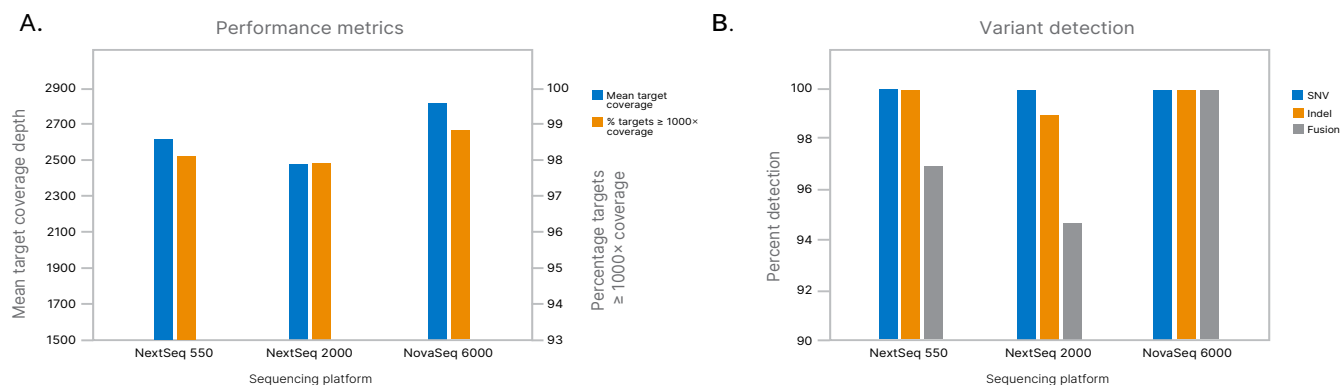 A.
Performance metrics
Mean target coverage depth
2900
2700
2500
2300
2100
1900
1700
1500
100
99
98
97
96
95
94
93
Percentage targets
≥ 1000× coverage
NextSeq 550
NextSeq 2000
NovaSeq 6000
Sequencing platform
Mean target
coverage
% targets ≥ 1000×
coverage
B.
Variant detection
Percent detection
100
98
96
94
92
90
NextSeq 550
NextSeq 2000
NovaSeq 6000
Sequencing platform
SNV
Indel
Fusion